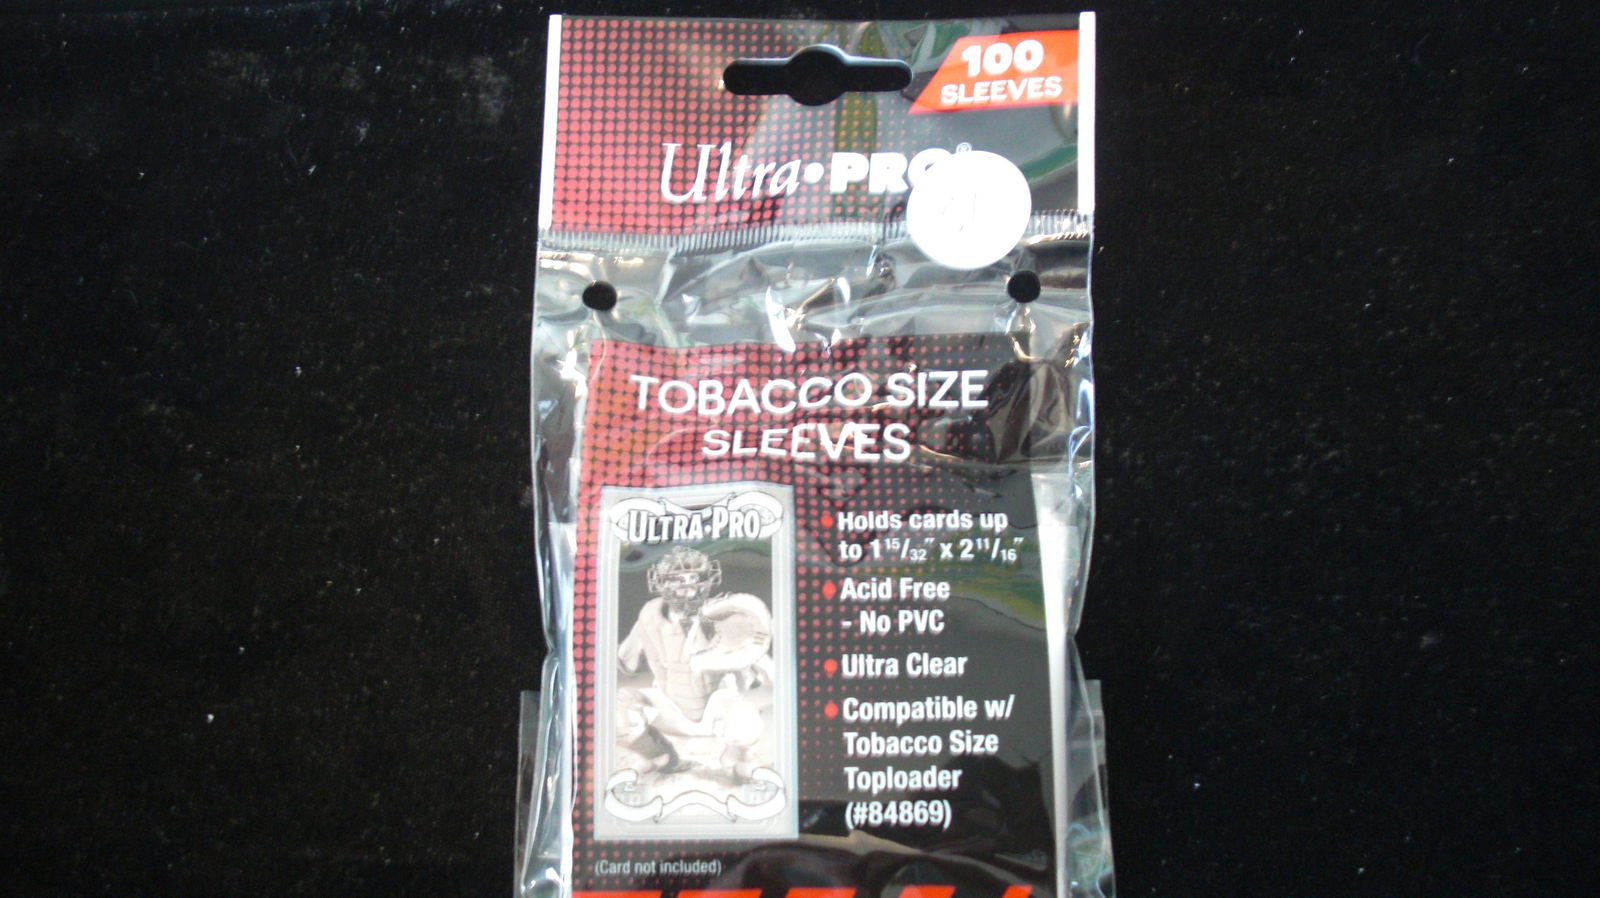 100
SLEEVES
Ultra•PRO®
TOBACCO SIZE
SLEEVES
ULTRA•PRO
• Holds cards up
to 1 15/32" x 2 11/16"
• Acid Free
- No PVC
• Ultra Clear
• Compatible w/
Tobacco Size
Toploader
(#84869)
(Card not included)